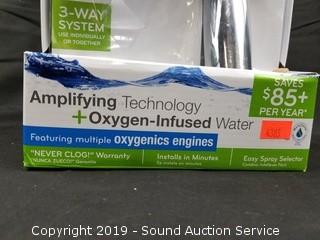 3-WAY
SYSTEM
USE INDIVIDUALLY
OR TOGETHER
SAVES
$85+
PER YEAR*
Amplifying Technology
+Oxygen-Infused Water
Featuring multiple oxygenics engines
"NEVER CLOG!" Warranty
Installs in Minutes
Easy Spray Selector
Copyright 2019 - Sound Auction Service